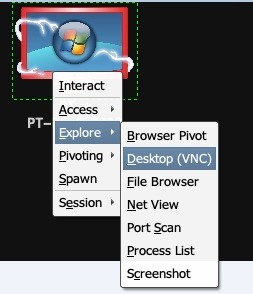 PT-
Interact
Access
Explore
Pivoting
Spawn
Session
Browser Pivot
Desktop (VNC)
File Browser
Net View
Port Scan
Process List
Screenshot